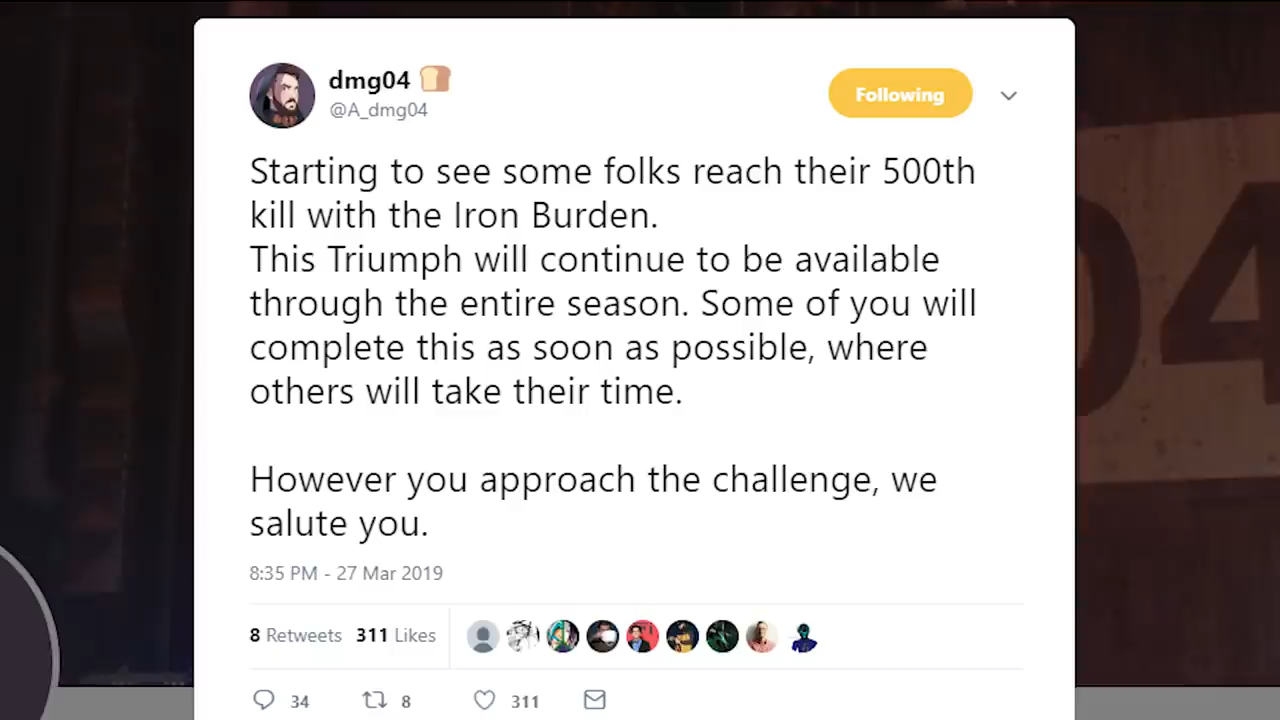 dmg04
@A_dmg04
Following
Starting to see some folks reach their 500th
kill with the Iron Burden.
This Triumph will continue to be available
through the entire season. Some of you will
complete this as soon as possible, where
others will take their time.
However you approach the challenge, we
salute you.
8:35 PM - 27 Mar 2019
8 Retweets 311 Likes
34 8 311
04